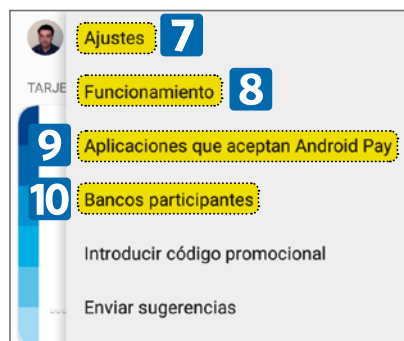 Ajustes 7
TARJE
Funcionamiento 8
9 Aplicaciones que aceptan Android Pay
10 Bancos participantes
Introducir código promocional
Enviar sugerencias